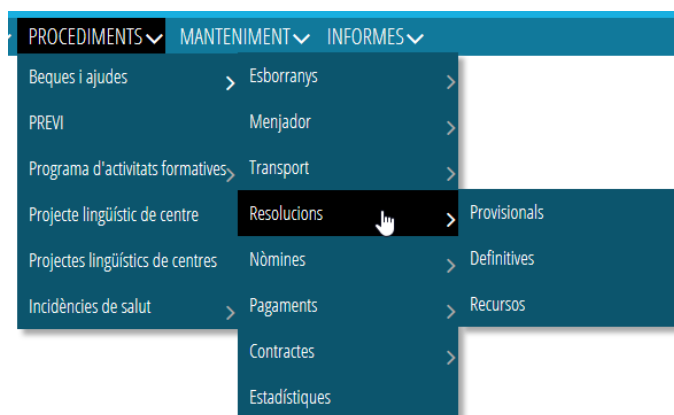 PROCEDIMENTS MANTENIMENT INFORMES
Beques i ajudes
PREVI
Programa d'activitats formatives
Projecte lingüístic de centre
Projectes lingüístics de centres
Incidències de salut
Esborranys
Menjador
Transport
Resolucions
Nòmines
Pagaments
Contractes
Estadístiques
Provisionals
Definitives
Recursos